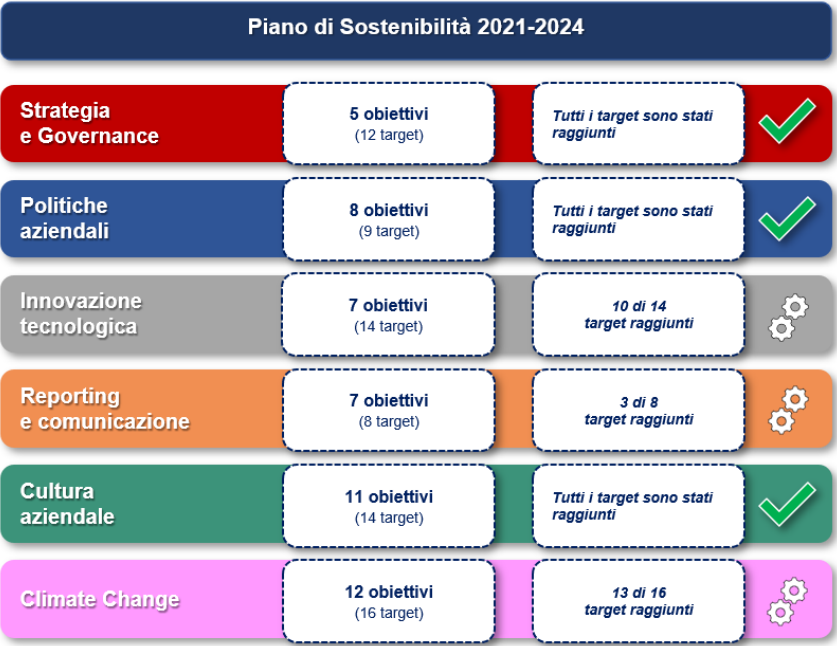 Piano di Sostenibilità 2021-2024
Strategia
e Governance
5 obiettivi
(12 target)
Tutti i target sono stati
raggiunti
Politiche
aziendali
8 obiettivi
(9 target)
Tutti i target sono stati
raggiunti
Innovazione
tecnologica
7 obiettivi
(14 target)
10 di 14
target raggiunti
Reporting
e comunicazione
7 obiettivi
(8 target)
3 di 8
target raggiunti
Cultura
aziendale
11 obiettivi
(14 target)
Tutti i target sono stati
raggiunti
Climate Change
12 obiettivi
(16 target)
13 di 16
target raggiunti